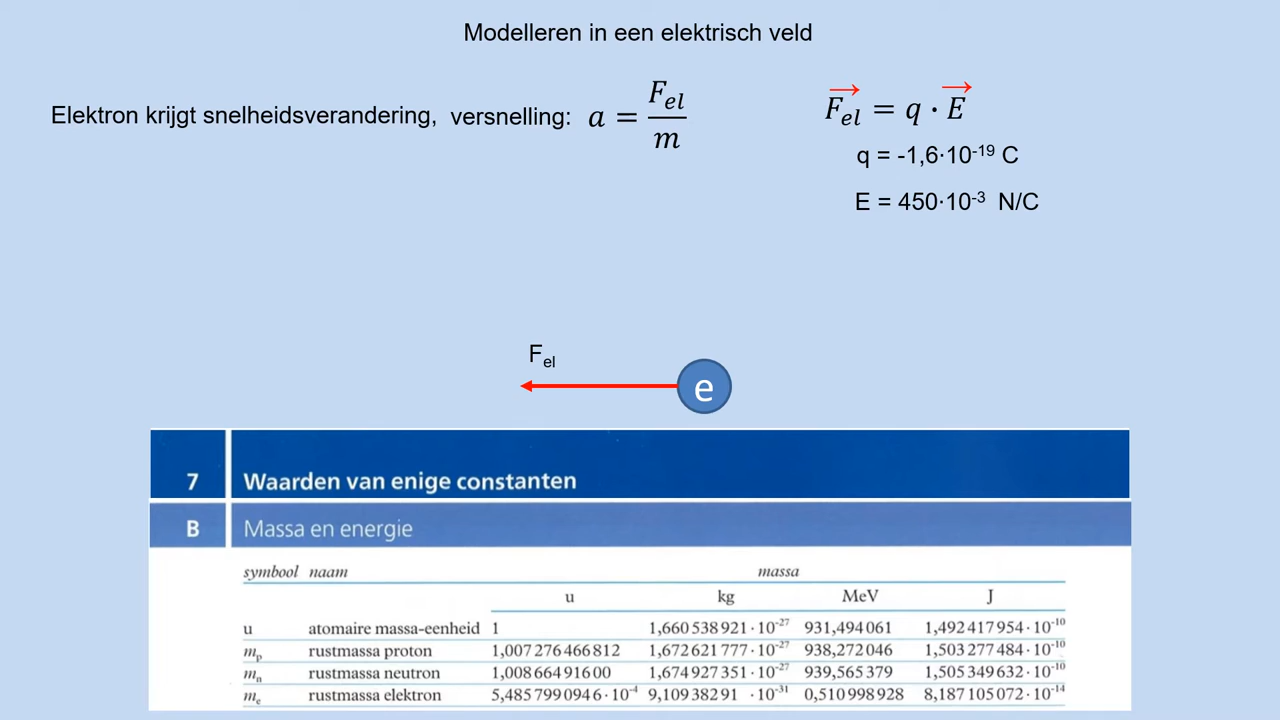 Modelleren in een elektrisch veld
Elektron krijgt snelheidsverandering, versnelling: a = F_el / m
F_el = q · E
q = -1,6·10⁻¹⁹ C
E = 450·10⁻³ N/C
F_el
e
7 Waarden van enige constanten
B Massa en energie
symbool naam massa
u kg MeV J
u atomaire massa-eenheid 1 1,660 538 921 · 10⁻²⁷ 931,494 061 1,492 417 954 · 10⁻¹⁰
m_p rustmassa proton 1,007 276 466 812 1,672 621 777 · 10⁻²⁷ 938,272 046 1,503 277 484 · 10⁻¹⁰
m_n rustmassa neutron 1,008 664 916 00 1,674 927 351 · 10⁻²⁷ 939,565 379 1,505 349 632 · 10⁻¹⁰
m_e rustmassa elektron 5,485 799 094 6 · 10⁻⁴ 9,109 382 91 · 10⁻³¹ 0,510 998 928 8,187 105 072 · 10⁻¹⁴